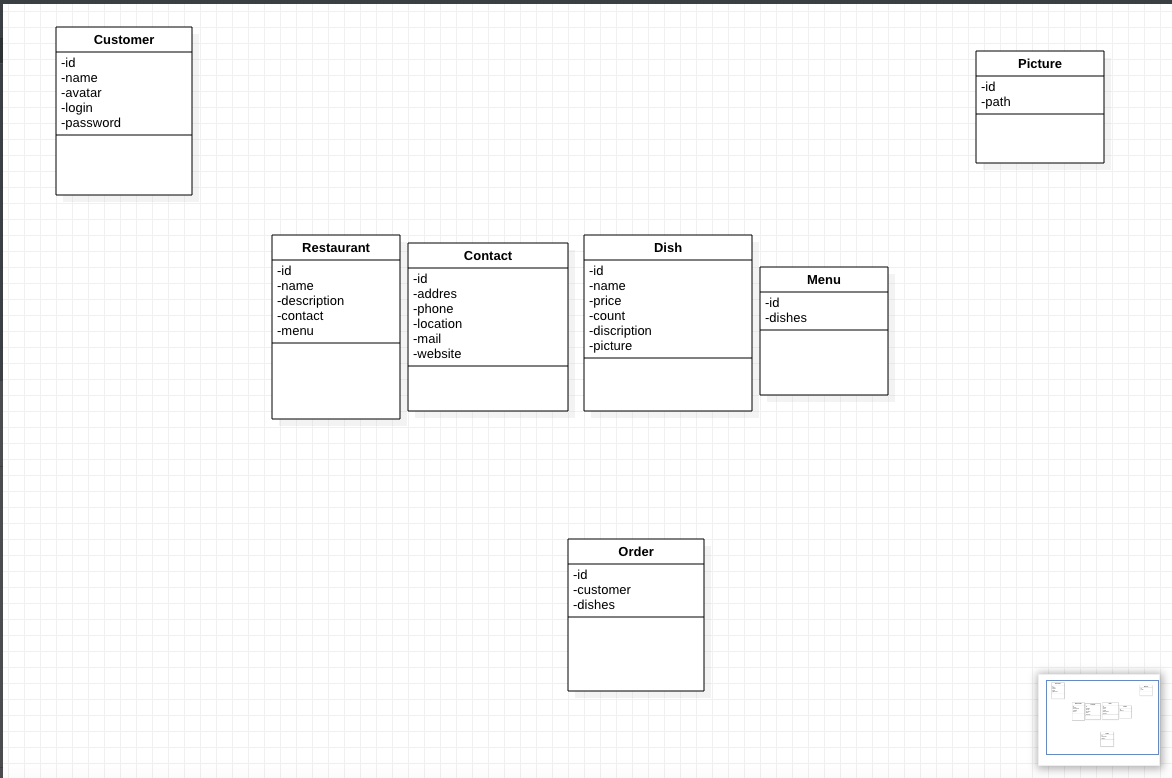 Customer
-id
-name
-avatar
-login
-password
Picture
-id
-path
Restaurant
-id
-name
-description
-contact
-menu
Contact
-id
-addres
-phone
-location
-mail
-website
Dish
-id
-name
-price
-count
-discription
-picture
Menu
-id
-dishes
Order
-id
-customer
-dishes